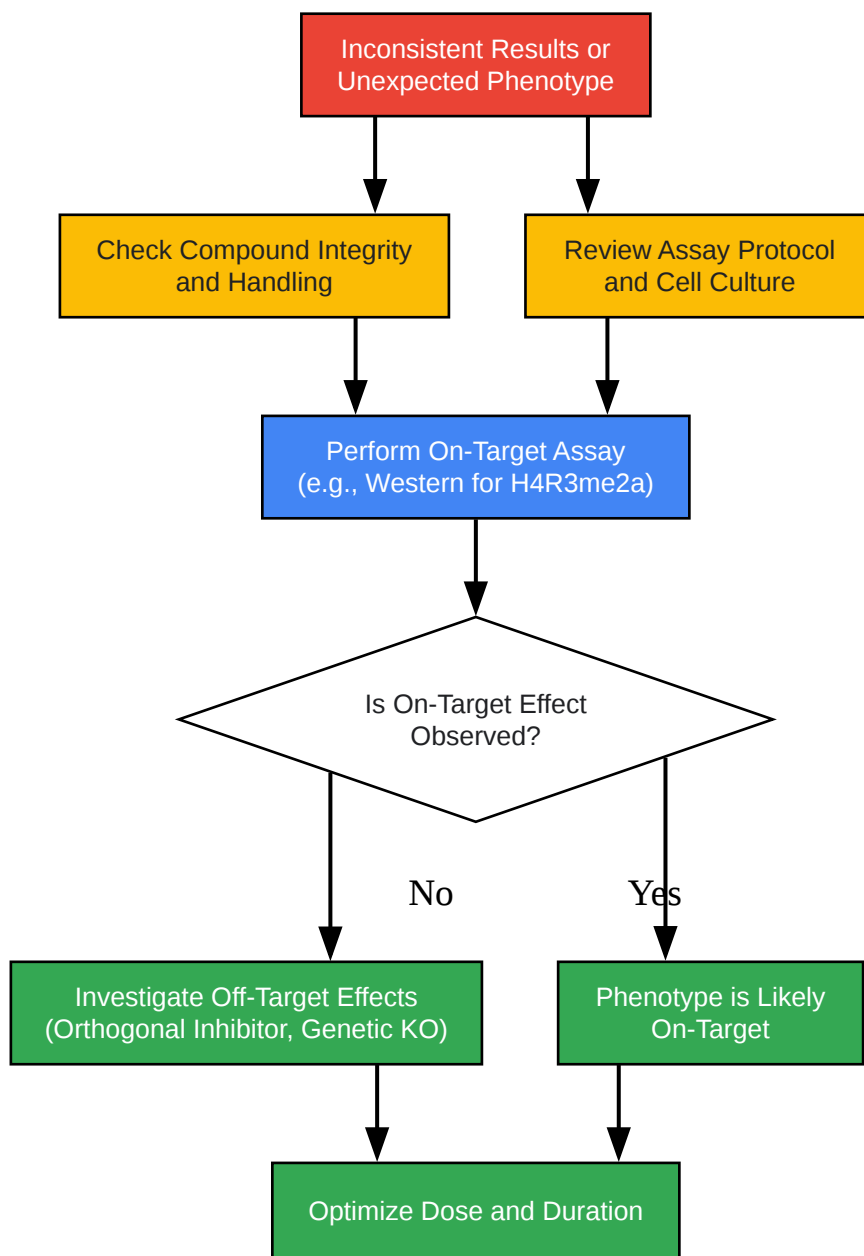 Inconsistent Results or
Unexpected Phenotype
Check Compound Integrity
and Handling
Review Assay Protocol
and Cell Culture
Perform On-Target Assay
(e.g., Western for H4R3me2a)
Is On-Target Effect
Observed?
No
Yes
Investigate Off-Target Effects
(Orthogonal Inhibitor, Genetic KO)
Phenotype is Likely
On-Target
Optimize Dose and Duration